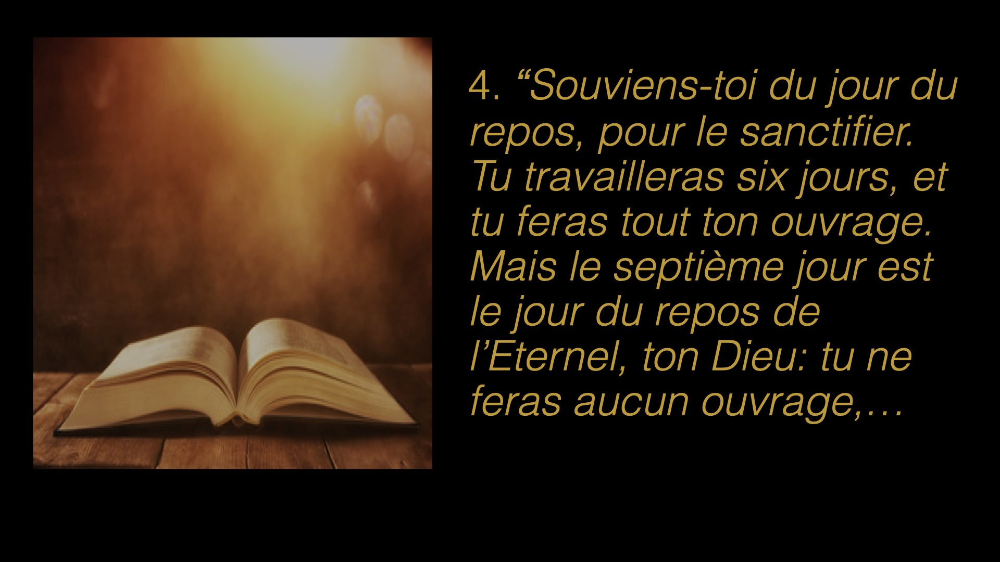 4. “Souviens-toi du jour du
repos, pour le sanctifier.
Tu travailleras six jours, et
tu feras tout ton ouvrage.
Mais le septième jour est
le jour du repos de
l’Eternel, ton Dieu: tu ne
feras aucun ouvrage,…